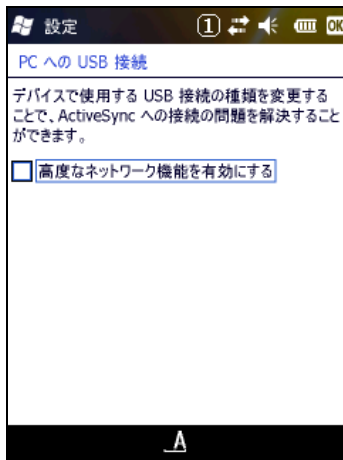 設定 1 OK
PC への USB 接続
デバイスで使用する USB 接続の種類を変更する
ことで、ActiveSync への接続の問題を解決すること
ができます。
高度なネットワーク機能を有効にする
A